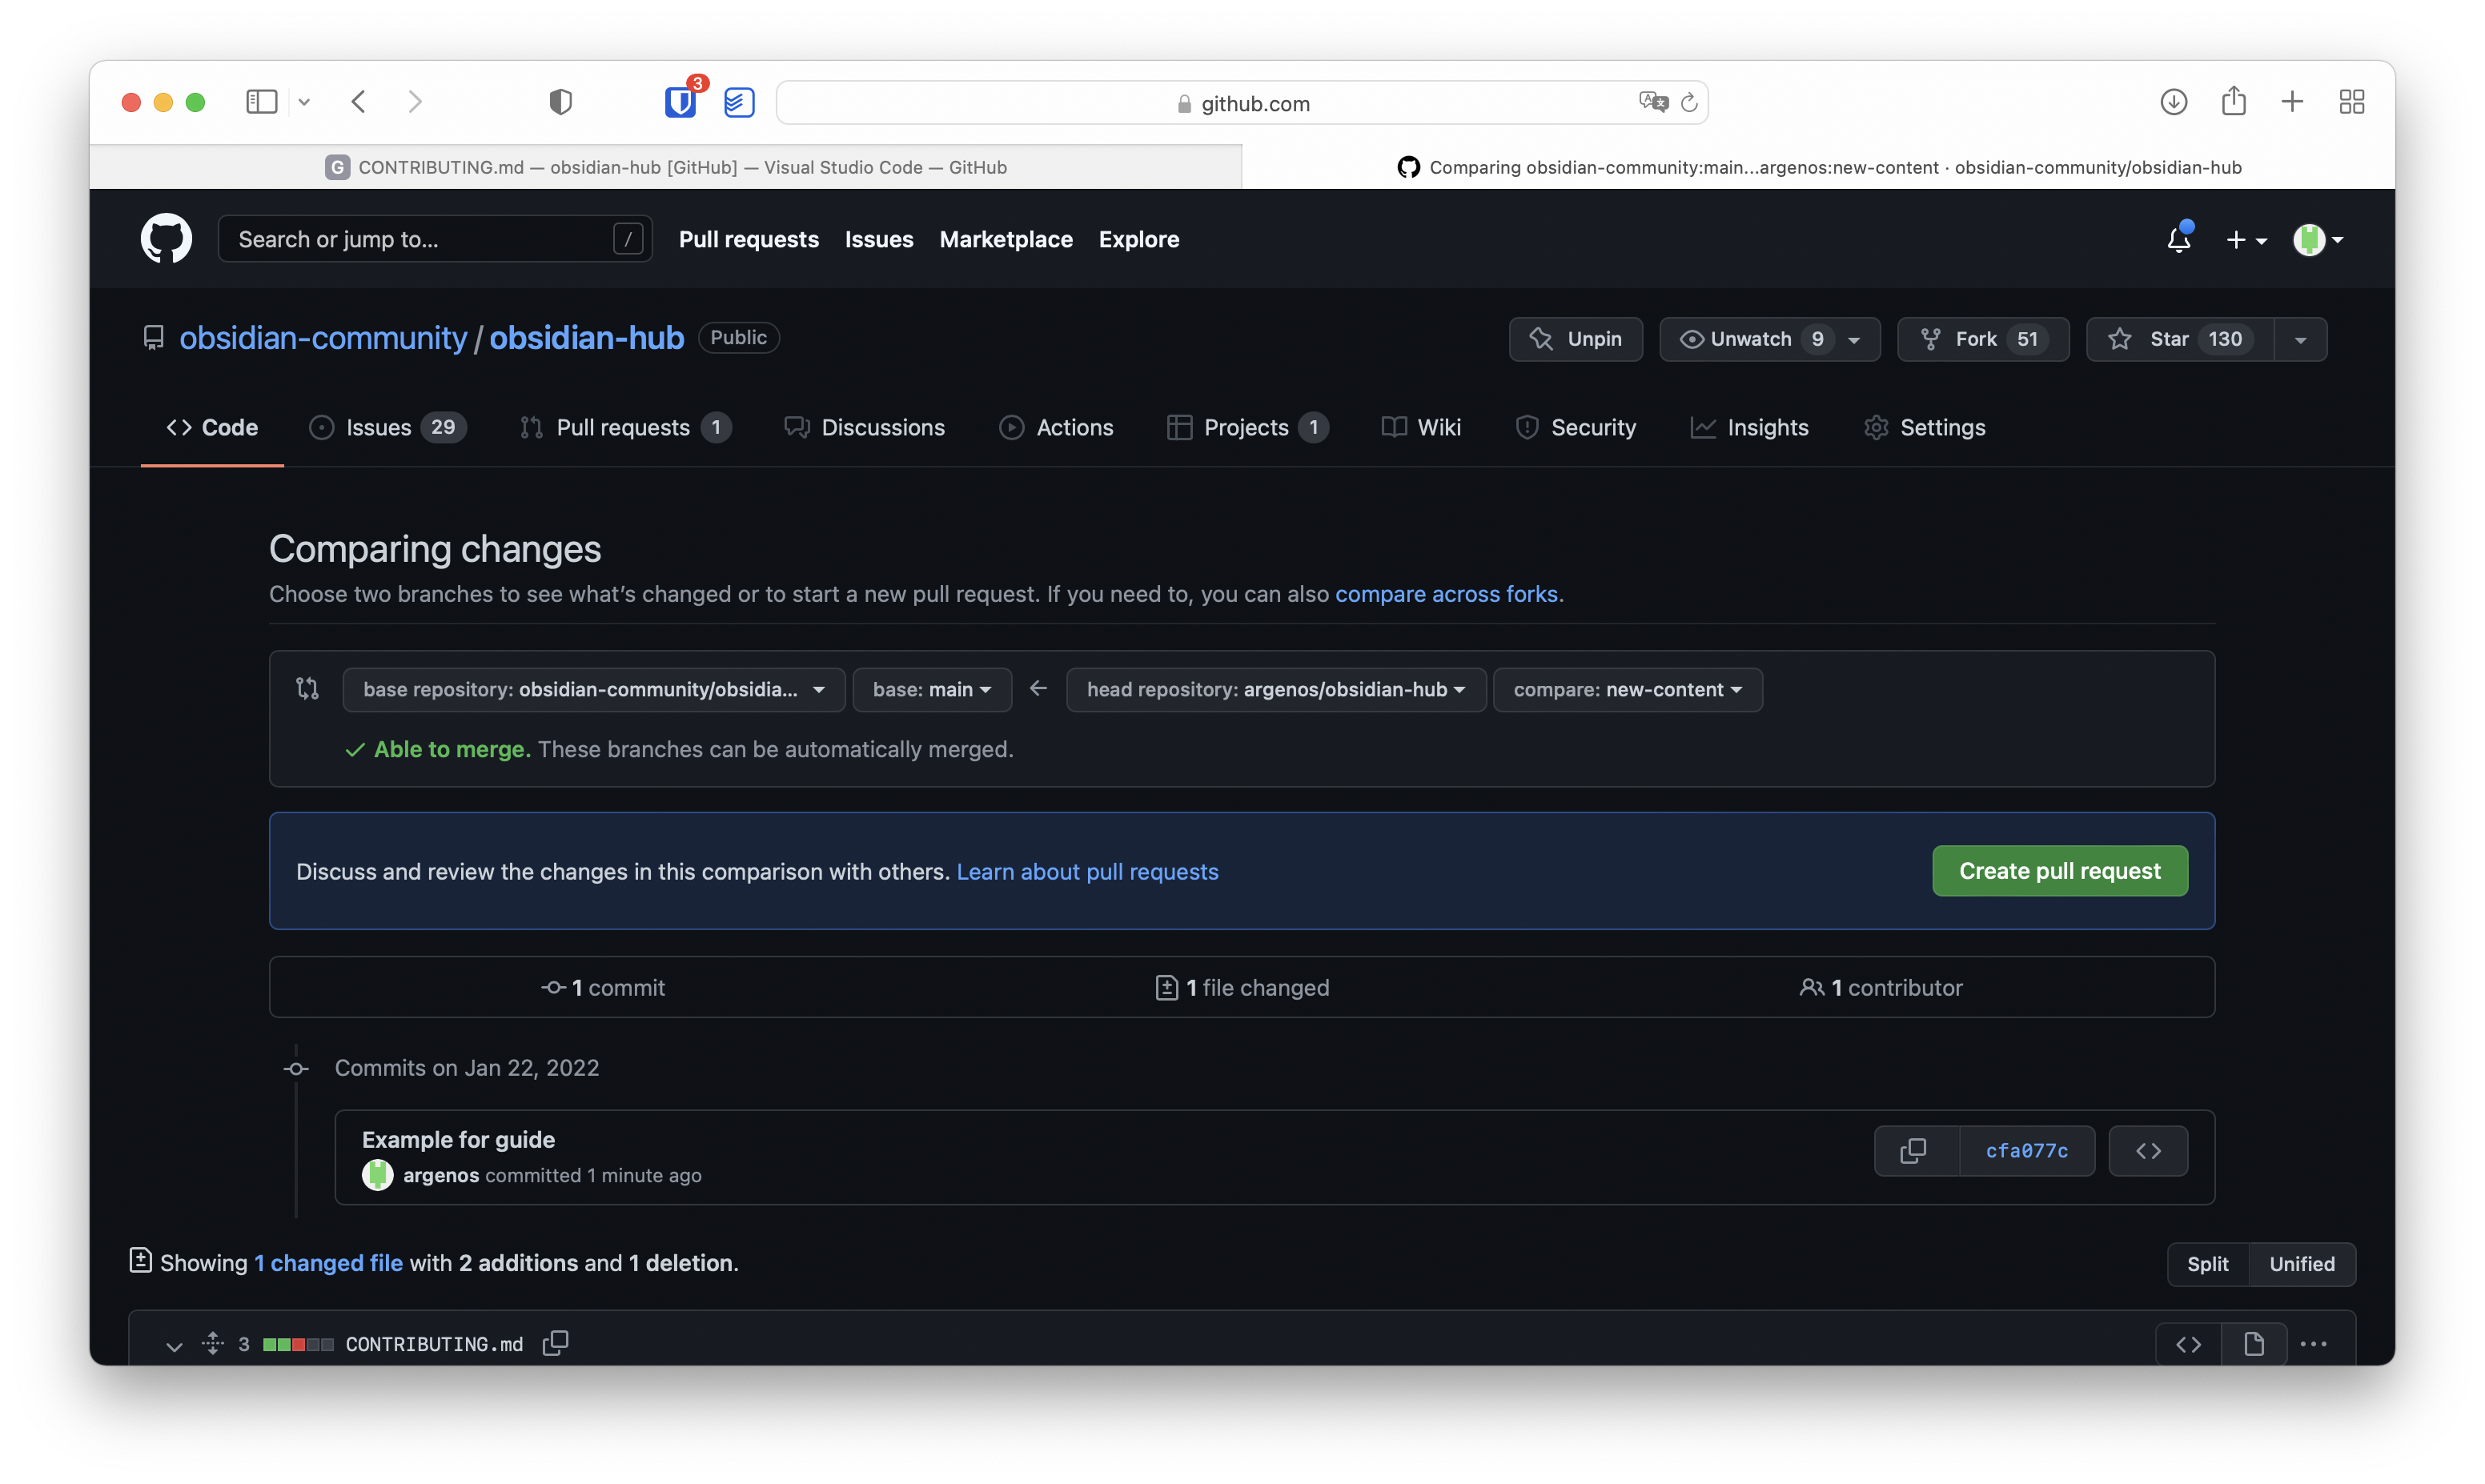 3
github.com
G CONTRIBUTING.md — obsidian-hub [GitHub] — Visual Studio Code — GitHub
Comparing obsidian-community:main...argenos:new-content · obsidian-community/obsidian-hub
Search or jump to... /
Pull requests Issues Marketplace Explore
obsidian-community / obsidian-hub Public
Unpin Unwatch 9 Fork 51 Star 130
Code Issues 29 Pull requests 1 Discussions Actions Projects 1 Wiki Security Insights Settings
Comparing changes
Choose two branches to see what's changed or to start a new pull request. If you need to, you can also compare across forks.
base repository: obsidian-community/obsidia... base: main head repository: argenos/obsidian-hub compare: new-content
Able to merge. These branches can be automatically merged.
Discuss and review the changes in this comparison with others. Learn about pull requests Create pull request
1 commit 1 file changed 1 contributor
Commits on Jan 22, 2022
Example for guide
argenos committed 1 minute ago
cfa077c
Showing 1 changed file with 2 additions and 1 deletion.
Split Unified
3 CONTRIBUTING.md